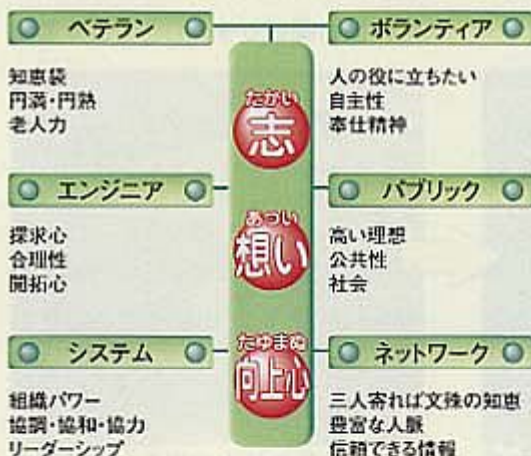 ベテラン
知恵袋
円満・円熟
老人力
ボランティア
人の役に立ちたい
自主性
奉仕精神
たかい
志
エンジニア
探求心
合理性
開拓心
あつい
想い
パブリック
高い理想
公共性
社会
システム
組織パワー
協調・協和・協力
リーダーシップ
たゆまぬ
向上心
ネットワーク
三人寄れば文殊の知恵
豊富な人脈
信頼できる情報